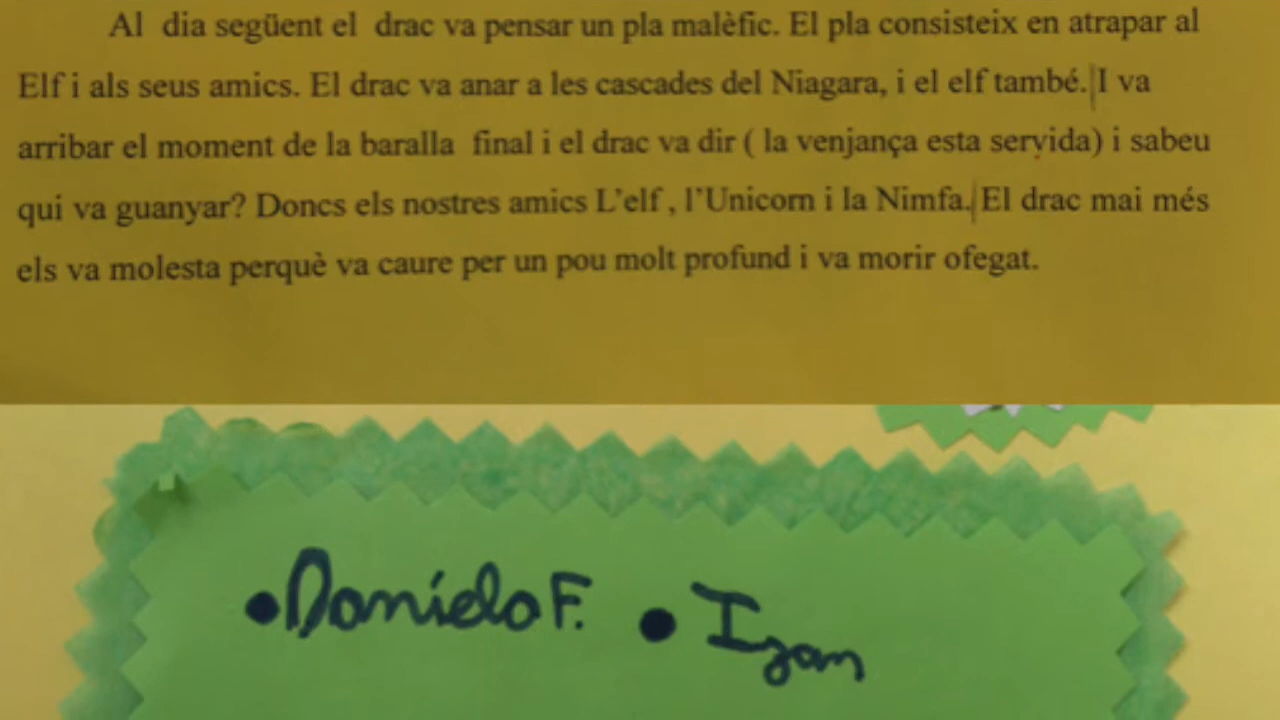 Al dia següent el drac va pensar un pla malèfic. El pla consisteix en atrapar al
Elf i als seus amics. El drac va anar a les cascades del Niagara, i el elf també. I va
arribar el moment de la baralla final i el drac va dir ( la venjança esta servida) i sabeu
qui va guanyar? Doncs els nostres amics L'elf , l'Unicorn i la Nimfa. El drac mai més
els va molesta perquè va caure per un pou molt profund i va morir ofegat.
•Daniela F. • Izan